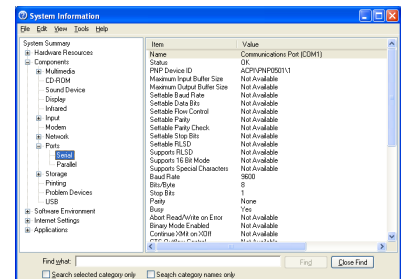 System Information
File Edit View Tools Help
System Summary
Hardware Resources
Components
Multimedia
CD-ROM
Sound Device
Display
Infrared
Input
Modem
Network
Ports
Serial
Parallel
Storage
Printing
Problem Devices
USB
Software Environment
Internet Settings
Applications
Item Value
Name Communications Port (COM1)
Status OK
PNP Device ID ACPI\PNP0501\1
Maximum Input Buffer Size Not Available
Maximum Output Buffer Size Not Available
Settable Baud Rate Not Available
Settable Data Bits Not Available
Settable Flow Control Not Available
Settable Parity Not Available
Settable Parity Check Not Available
Settable Stop Bits Not Available
Settable RLSD Not Available
Supports RLSD Not Available
Supports 16 Bit Mode Not Available
Supports Special Characters Not Available
Baud Rate 9600
Bits/Byte 8
Stop Bits 1
Parity None
Busy Yes
Abort Read/Write on Error Not Available
Binary Mode Enabled Not Available
Continue XMit on XOff Not Available
CTS Outflow Control Not Available
Find what: Find Close Find
Search selected category only Search category names only